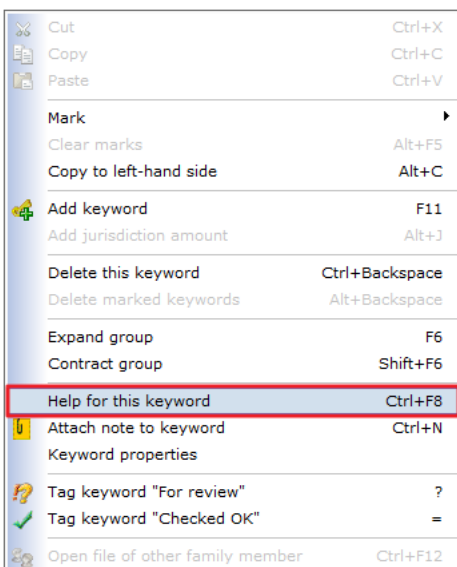 Cut Ctrl+X
Copy Ctrl+C
Paste Ctrl+V
Mark
Clear marks Alt+F5
Copy to left-hand side Alt+C
Add keyword F11
Add jurisdiction amount Alt+J
Delete this keyword Ctrl+Backspace
Delete marked keywords Alt+Backspace
Expand group F6
Contract group Shift+F6
Help for this keyword Ctrl+F8
Attach note to keyword Ctrl+N
Keyword properties
Tag keyword "For review" ?
Tag keyword "Checked OK" =
Open file of other family member Ctrl+F12